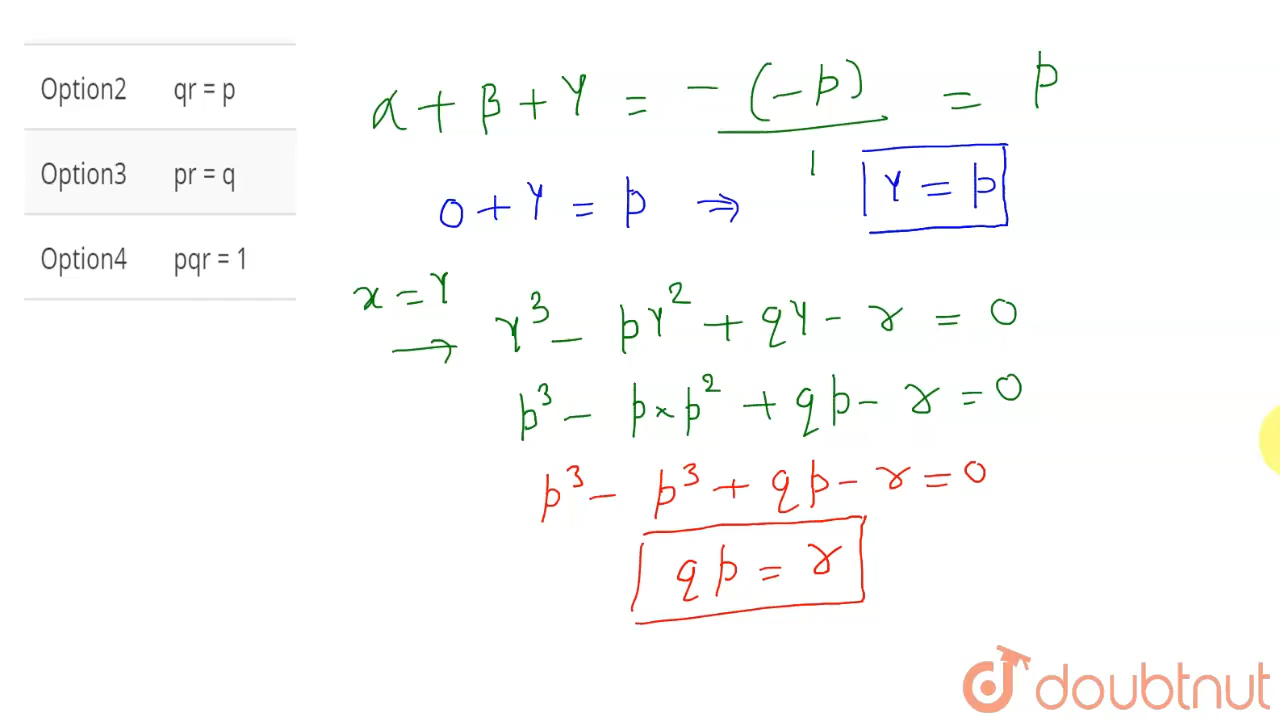 Option2 qr = p
Option3 pr = q
Option4 pqr = 1
α + β + γ = -(-p)/1 = p
0 + γ = p ⇒ γ = p
x = γ → γ³ - pγ² + qγ - r = 0
p³ - p×p² + qp - r = 0
p³ - p³ + qp - r = 0
qp = r
doubtnut